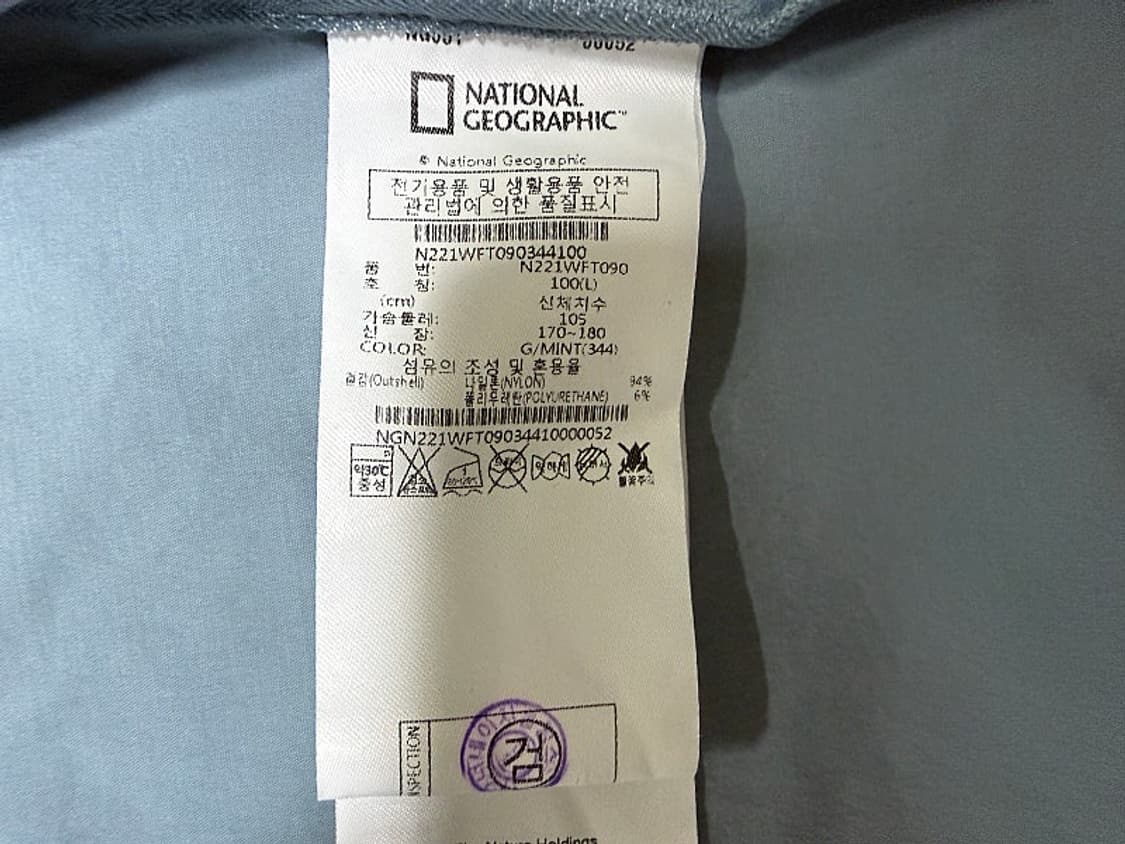 00052
NATIONAL
GEOGRAPHIC™
© National Geographic
전기용품 및 생활용품 안전
관리법에 의한 품질표시
N221WFT090344100
품 번: N221WFT090
호 칭: 100(L)
(cm) 신체치수
가슴둘레: 105
신 장: 170~180
COLOR: G/MINT(344)
섬유의 조성 및 혼용율
겉감(Outshell) 나일론(NYLON) 94%
폴리우레탄(POLYURETHANE) 6%
NGN221WFT09034410000052
약30℃
중성
검
Nature Holdings